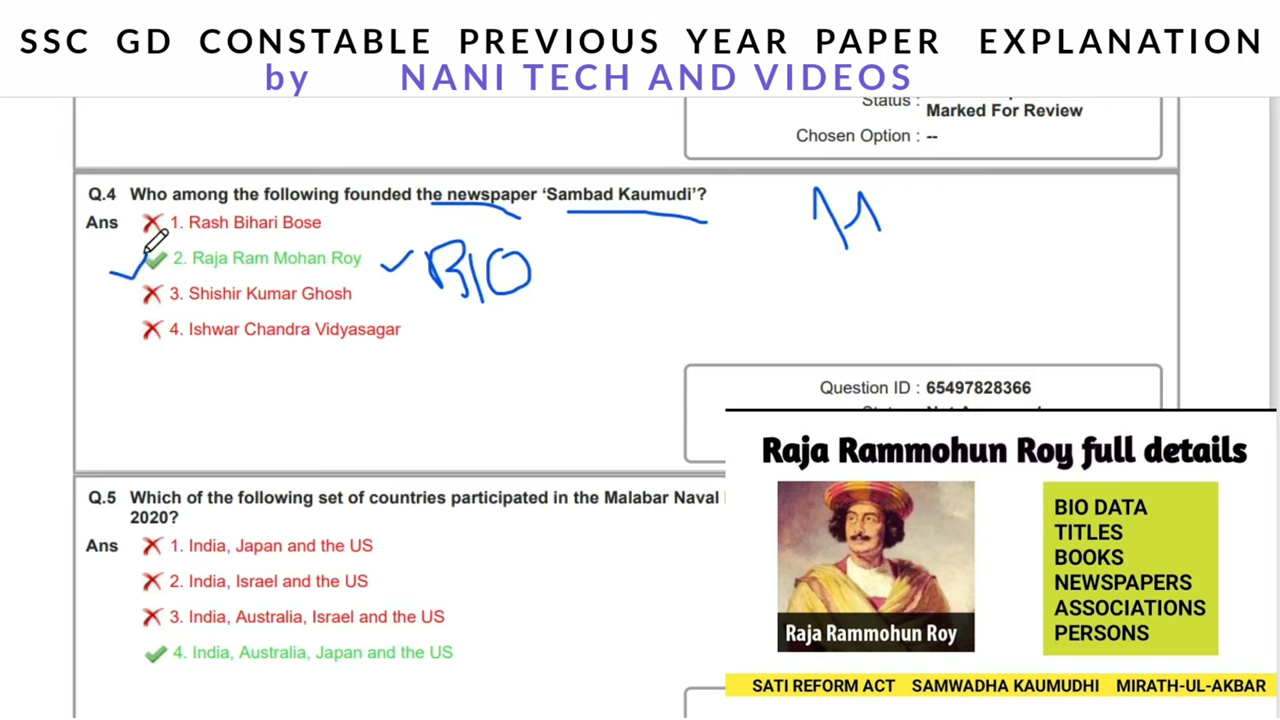 SSC GD CONSTABLE PREVIOUS YEAR PAPER EXPLANATION
by NANI TECH AND VIDEOS
Status :
Marked For Review
Chosen Option : --
Q.4 Who among the following founded the newspaper ‘Sambad Kaumudi’?
Ans 1. Rash Bihari Bose
2. Raja Ram Mohan Roy
BIO
3. Shishir Kumar Ghosh
4. Ishwar Chandra Vidyasagar
Question ID : 65497828366
Q.5 Which of the following set of countries participated in the Malabar Naval
2020?
Ans 1. India, Japan and the US
2. India, Israel and the US
3. India, Australia, Israel and the US
4. India, Australia, Japan and the US
Raja Rammohun Roy full details
Raja Rammohun Roy
BIO DATA
TITLES
BOOKS
NEWSPAPERS
ASSOCIATIONS
PERSONS
SATI REFORM ACT SAMWADHA KAUMUDHI MIRATH-UL-AKBAR